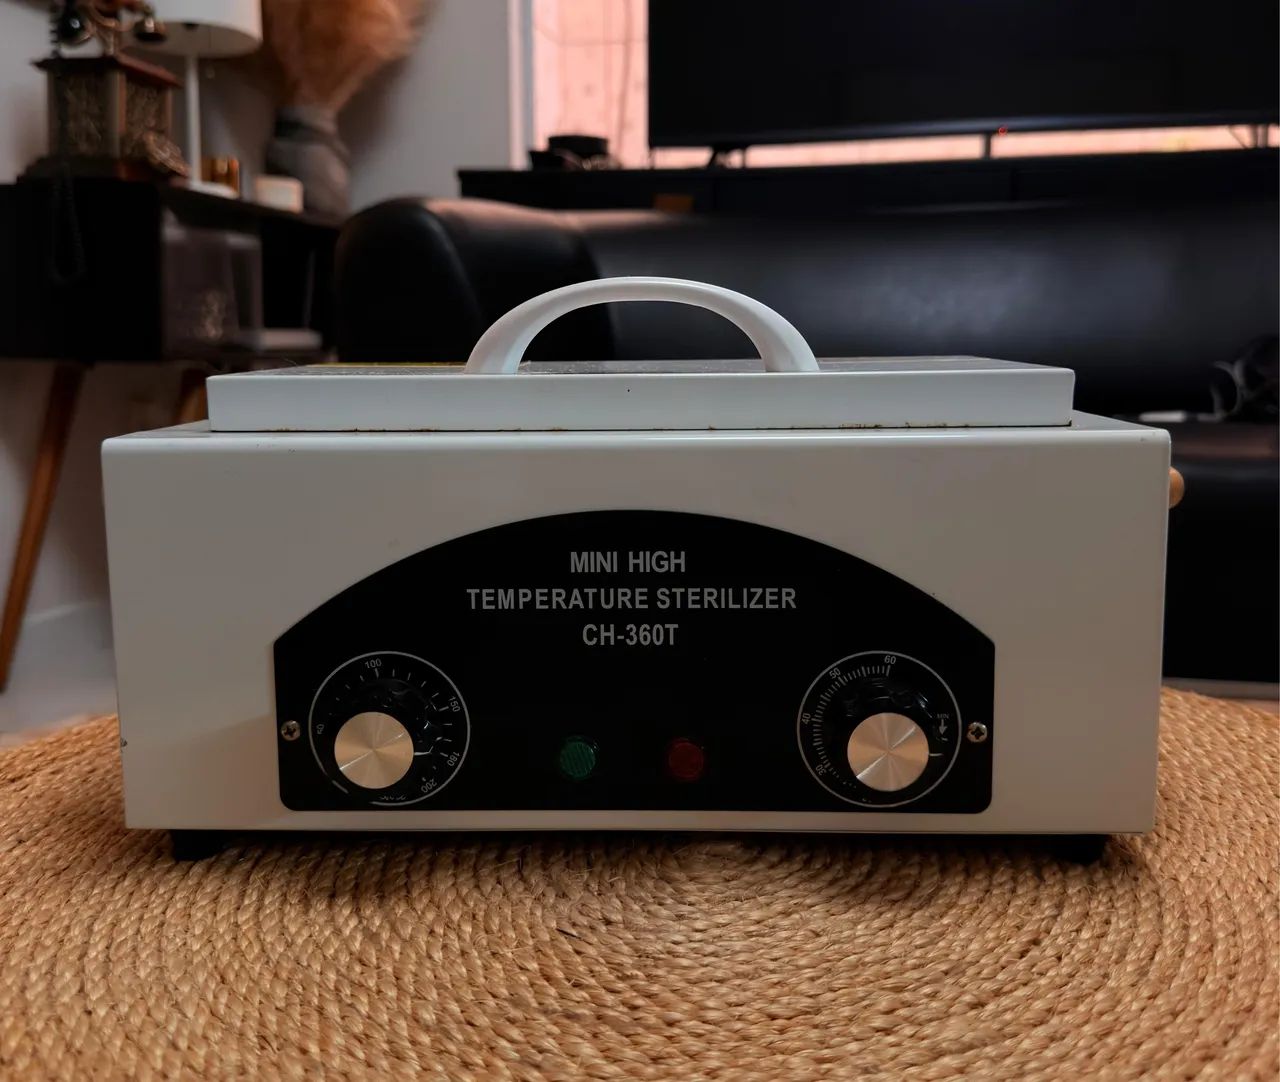 MINI HIGH
TEMPERATURE STERILIZER
CH-360T
100
150
180
200
60
50
40
30
MIN